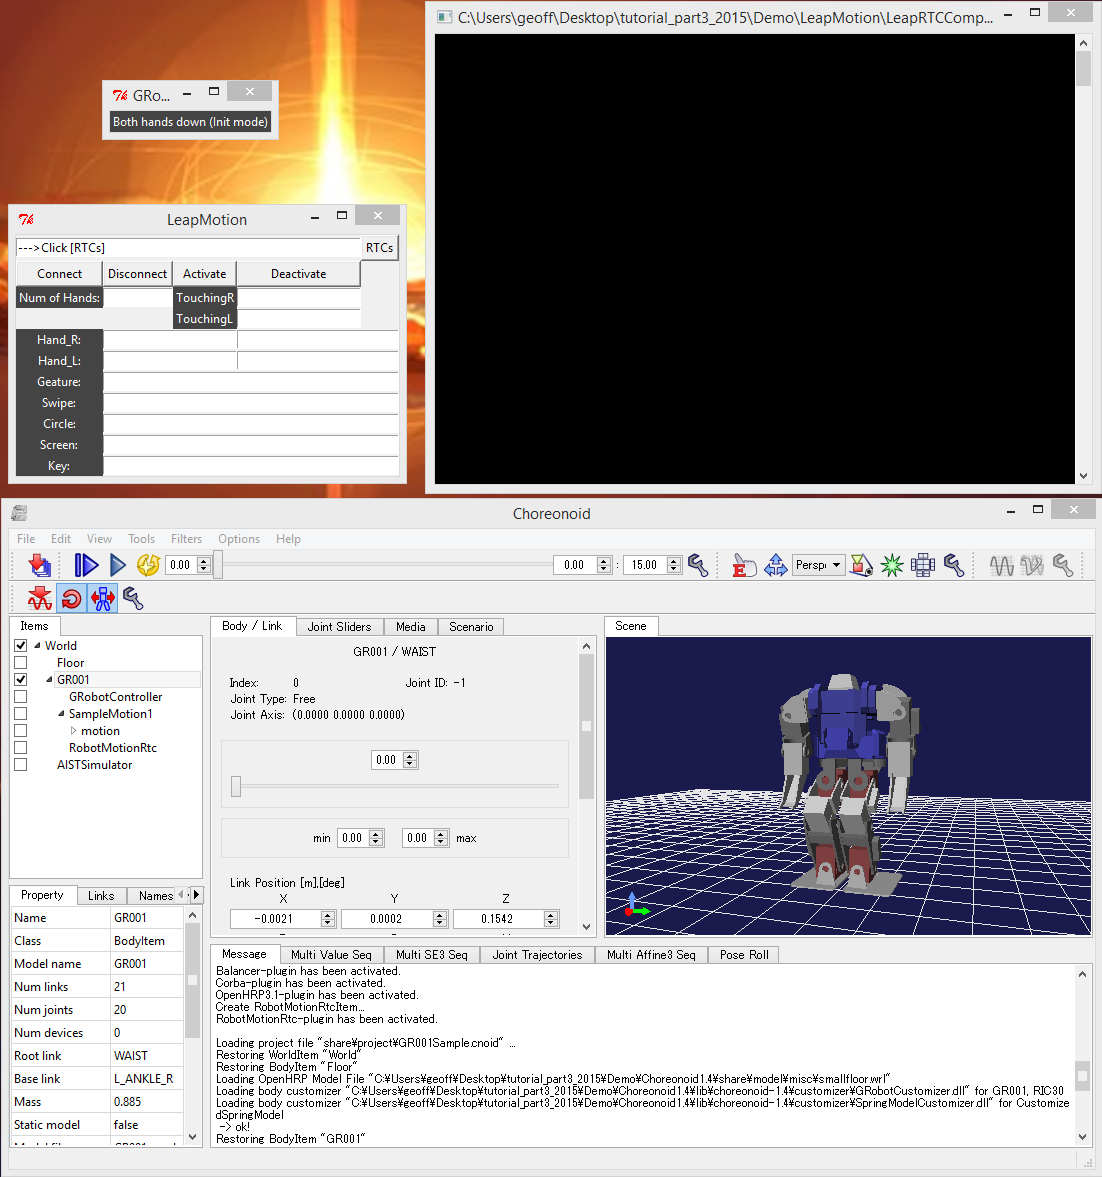 C:\Users\geoff\Desktop\tutorial_part3_2015\Demo\LeapMotion\LeapRTCComp...
GRo...
Both hands down (Init mode)
LeapMotion
--->Click [RTCs]
RTCs
Connect Disconnect Activate Deactivate
Num of Hands: TouchingR
TouchingL
Hand_R:
Hand_L:
Geature:
Swipe:
Circle:
Screen:
Key:
Choreonoid
File Edit View Tools Filters Options Help
0.00 0.00 : 15.00 E Persp
Items
World
Floor
GR001
GRobotController
SampleMotion1
motion
RobotMotionRtc
AISTSimulator
Body / Link Joint Sliders Media Scenario
GR001 / WAIST
Index: 0 Joint ID: -1
Joint Type: Free
Joint Axis: (0.0000 0.0000 0.0000)
0.00
min 0.00 0.00 max
Link Position [m],[deg]
X Y Z
-0.0021 0.0002 0.1542
Scene
Property Links Names
Name GR001
Class BodyItem
Model name GR001
Num links 21
Num joints 20
Num devices 0
Root link WAIST
Base link L_ANKLE_R
Mass 0.885
Static model false
Message Multi Value Seq Multi SE3 Seq Joint Trajectories Multi Affine3 Seq Pose Roll
Balancer-plugin has been activated.
Corba-plugin has been activated.
OpenHRP3.1-plugin has been activated.
Create RobotMotionRtcItem...
RobotMotionRtc-plugin has been activated.
Loading project file "share¥project¥GR001Sample.cnoid" ...
Restoring WorldItem "World"
Restoring BodyItem "Floor"
Loading OpenHRP Model File "C:¥Users¥geoff¥Desktop¥tutorial_part3_2015¥Demo¥Choreonoid1.4¥share¥model¥misc¥smallfloor.wrl"
Loading body customizer "C:¥Users¥geoff¥Desktop¥tutorial_part3_2015¥Demo¥Choreonoid1.4¥lib¥choreonoid-1.4¥customizer¥GRobotCustomizer.dll" for GR001, RIC30
Loading body customizer "C:¥Users¥geoff¥Desktop¥tutorial_part3_2015¥Demo¥Choreonoid1.4¥lib¥choreonoid-1.4¥customizer¥SpringModelCustomizer.dll" for Customize
dSpringModel
-> ok!
Restoring BodyItem "GR001"